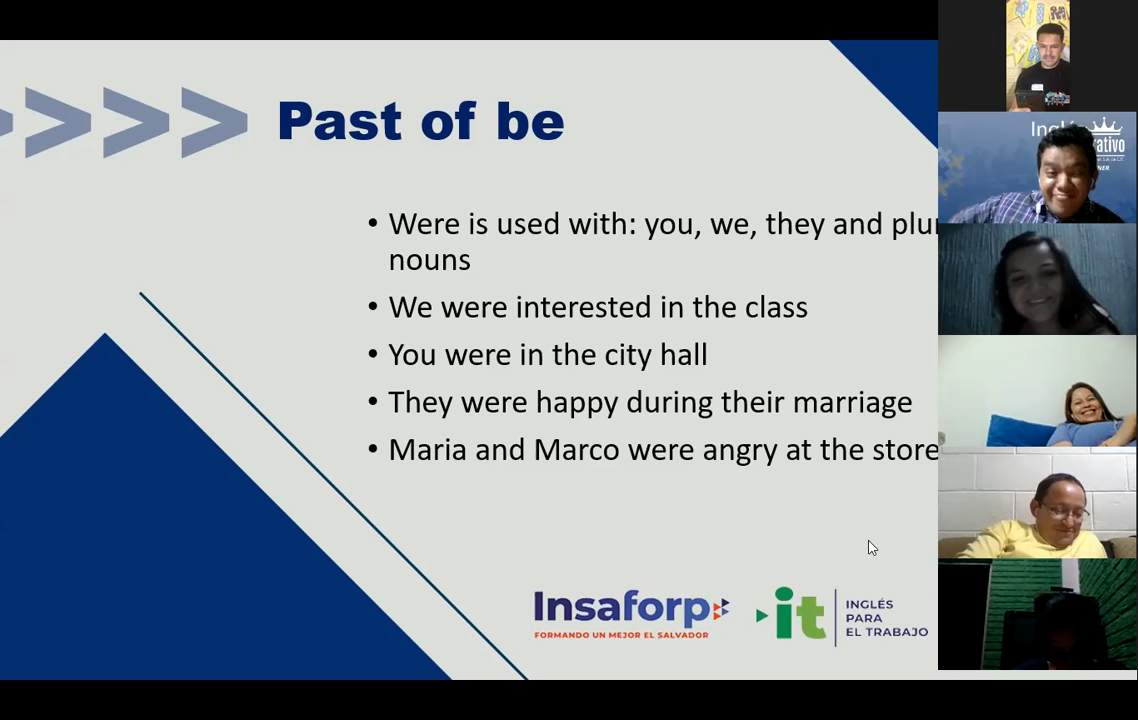 Past of be
• Were is used with: you, we, they and
nouns
• We were interested in the class
• You were in the city hall
• They were happy during their marriage
• Maria and Marco were angry at the store
Insaforp
FORMANDO UN MEJOR EL SALVADOR
it
INGLÉS
PARA
EL TRABAJO